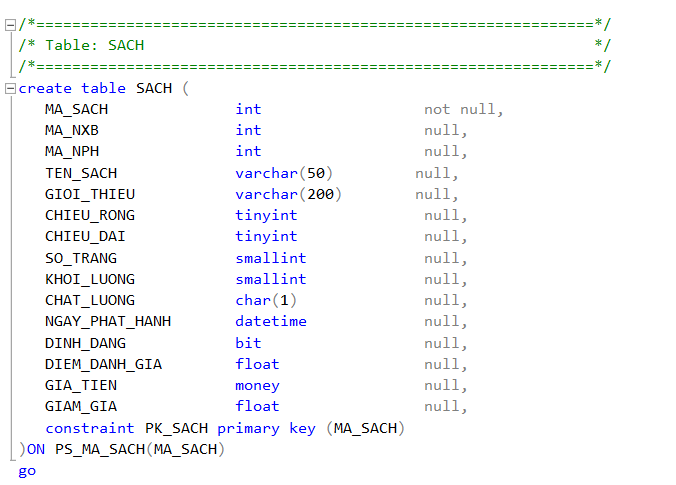 /*==============================================================*/
/* Table: SACH                                                  */
/*==============================================================*/
create table SACH (
   MA_SACH              int                  not null,
   MA_NXB               int                  null,
   MA_NPH               int                  null,
   TEN_SACH             varchar(50)         null,
   GIOI_THIEU           varchar(200)        null,
   CHIEU_RONG           tinyint              null,
   CHIEU_DAI            tinyint              null,
   SO_TRANG             smallint             null,
   KHOI_LUONG           smallint             null,
   CHAT_LUONG           char(1)              null,
   NGAY_PHAT_HANH       datetime             null,
   DINH_DANG            bit                  null,
   DIEM_DANH_GIA        float                null,
   GIA_TIEN             money                null,
   GIAM_GIA             float                null,
   constraint PK_SACH primary key (MA_SACH)
)ON PS_MA_SACH(MA_SACH)
go